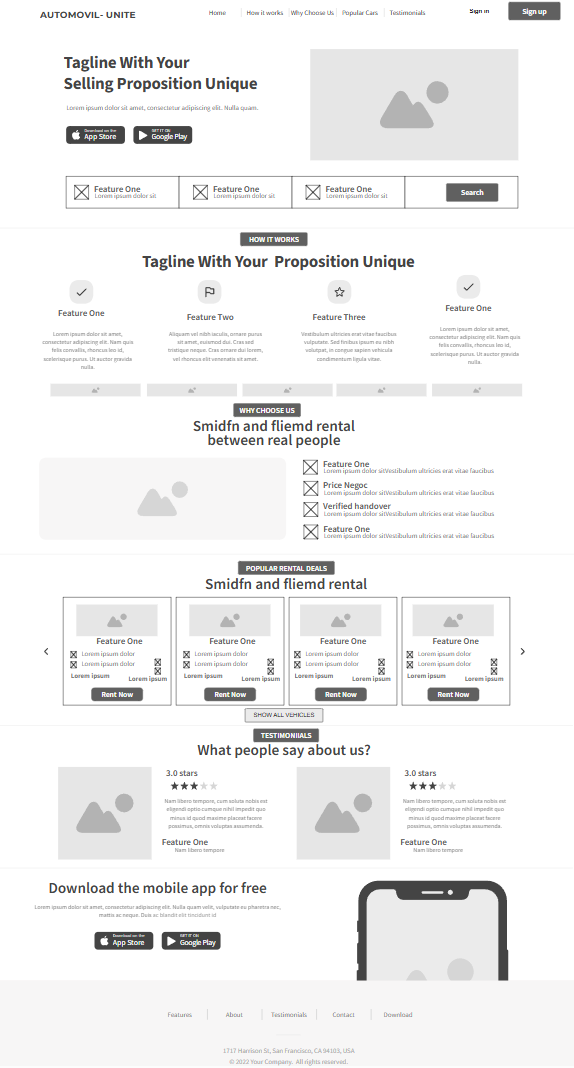 AUTOMOVIL- UNITE
Home How it works Why Choose Us Popular Cars Testimonials
Sign in Sign up
Tagline With Your
Selling Proposition Unique
Lorem ipsum dolor sit amet, consectetur adipiscing elit. Nulla quam.
Download on the App Store
GET IT ON Google Play
Feature One
Lorem ipsum dolor sit
Feature One
Lorem ipsum dolor sit
Feature One
Lorem ipsum dolor sit
Search
HOW IT WORKS
Tagline With Your Proposition Unique
Feature One
Lorem ipsum dolor sit amet,
consectetur adipiscing elit. Nam quis
felis convallis, rhoncus leo id,
scelerisque purus. Ut auctor gravida
nulla.
Feature Two
Aliquam vel nibh iaculis, ornare purus
sit amet, euismod dui. Cras sed
tristique neque. Cras ornare dui lorem,
vel rhoncus elit venenatis sit amet.
Feature Three
Vestibulum ultricies erat vitae faucibus
vulputate. Sed finibus ipsum eu nibh
volutpat, in congue sapien vehicula
condimentum ligula vitae.
Feature One
Lorem ipsum dolor sit amet,
consectetur adipiscing elit. Nam quis
felis convallis, rhoncus leo id,
scelerisque purus. Ut auctor gravida
nulla.
WHY CHOOSE US
Smidfn and fliemd rental
between real people
Feature One
Lorem ipsum dolor sitVestibulum ultricies erat vitae faucibus
Price Negoc
Lorem ipsum dolor sitVestibulum ultricies erat vitae faucibus
Verified handover
Lorem ipsum dolor sitVestibulum ultricies erat vitae faucibus
Feature One
Lorem ipsum dolor sitVestibulum ultricies erat vitae faucibus
POPULAR RENTAL DEALS
Smidfn and fliemd rental
Feature One
Lorem ipsum dolor
Lorem ipsum dolor
Lorem ipsum
Lorem ipsum
Rent Now
Feature One
Lorem ipsum dolor
Lorem ipsum dolor
Lorem ipsum
Lorem ipsum
Rent Now
Feature One
Lorem ipsum dolor
Lorem ipsum dolor
Lorem ipsum
Lorem ipsum
Rent Now
Feature One
Lorem ipsum dolor
Lorem ipsum dolor
Lorem ipsum
Lorem ipsum
Rent Now
SHOW ALL VEHICLES
TESTIMONIIALS
What people say about us?
3.0 stars
Nam libero tempore, cum soluta nobis est
eligendi optio cumque nihil impedit quo
minus id quod maxime placeat facere
possimus, omnis voluptas assumenda.
Feature One
Nam libero tempore
3.0 stars
Nam libero tempore, cum soluta nobis est
eligendi optio cumque nihil impedit quo
minus id quod maxime placeat facere
possimus, omnis voluptas assumenda.
Feature One
Nam libero tempore
Download the mobile app for free
Lorem ipsum dolor sit amet, consectetur adipiscing elit. Nulla quam velit, vulputate eu pharetra nec,
mattis ac neque. Duis ac blandit elit tincidunt id
Download on the App Store
GET IT ON Google Play
Features About Testimonials Contact Download
1717 Harrison St, San Francisco, CA 94103, USA
© 2022 Your Company. All rights reserved.